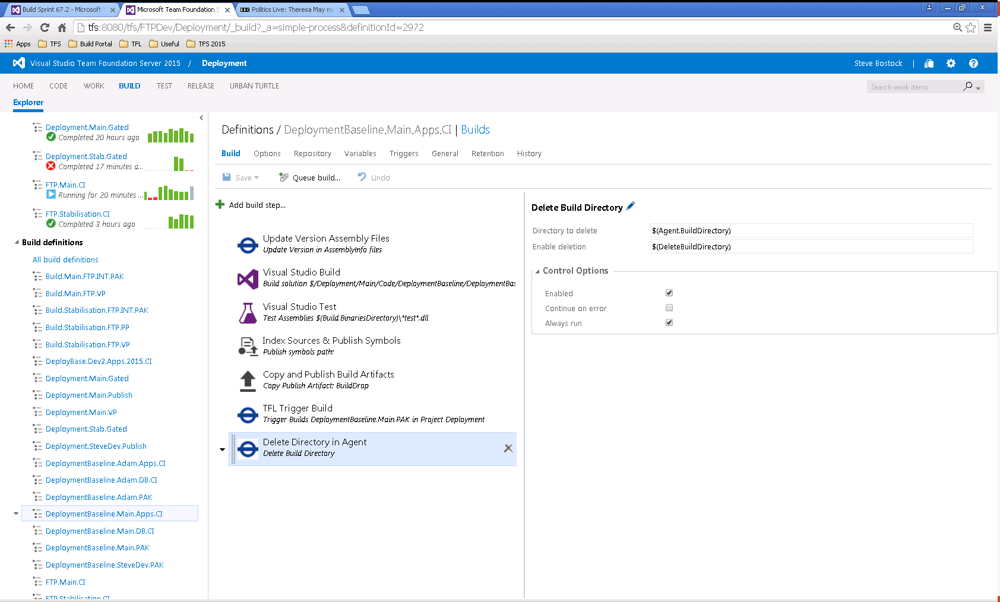 Build Sprint 67.2 - Microsoft T
Microsoft Team Foundation S
BBC Politics Live: Theresa May me
tfs:8080/tfs/FTPDev/Deployment/_build?_a=simple-process&definitionId=2972
Apps TFS Build Portal TFL Useful TFS 2015
Visual Studio Team Foundation Server 2015 / Deployment
Steve Bostock |
HOME CODE WORK BUILD TEST RELEASE URBAN TURTLE
Search work items
Explorer
Deployment.Main.Gated
Completed 20 hours ago
Deployment.Stab.Gated
Completed 17 minutes a...
FTP.Main.CI
Running for 20 minutes ...
FTP.Stabilisation.CI
Completed 3 hours ago
Build definitions
All build definitions
Build.Main.FTP.INT.PAK
Build.Main.FTP.VP
Build.Stabilisation.FTP.INT.PAK
Build.Stabilisation.FTP.PP
Build.Stabilisation.FTP.VP
DeployBase.Dev2.Apps.2015.CI
Deployment.Main.Gated
Deployment.Main.Publish
Deployment.Main.VP
Deployment.Stab.Gated
Deployment.SteveDev.Publish
DeploymentBaseline.Adam.Apps.CI
DeploymentBaseline.Adam.DB.CI
DeploymentBaseline.Adam.PAK
DeploymentBaseline.Main.Apps.CI
DeploymentBaseline.Main.DB.CI
DeploymentBaseline.Main.PAK
DeploymentBaseline.SteveDev.PAK
FTP.Main.CI
FTP.Stabilisation.CI
Definitions / DeploymentBaseline.Main.Apps.CI | Builds
Build Options Repository Variables Triggers General Retention History
Save Queue build... Undo
Add build step...
Update Version Assembly Files
Update Version in AssemblyInfo files
Visual Studio Build
Build solution $/Deployment/Main/Code/DeploymentBaseline/DeploymentBas
Visual Studio Test
Test Assemblies $(Build.BinariesDirectory)\*test*.dll
Index Sources & Publish Symbols
Publish symbols path:
Copy and Publish Build Artifacts
Copy Publish Artifact: BuildDrop
TFL Trigger Build
Trigger Builds DeploymentBaseline.Main.PAK in Project Deployment
Delete Directory in Agent
Delete Build Directory
Delete Build Directory
Directory to delete $(Agent.BuildDirectory)
Enable deletion $(DeleteBuildDirectory)
Control Options
Enabled
Continue on error
Always run